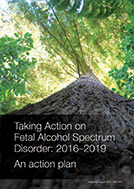 Taking Action on
Fetal Alcohol Spectrum
Disorder: 2016–2019
An action plan